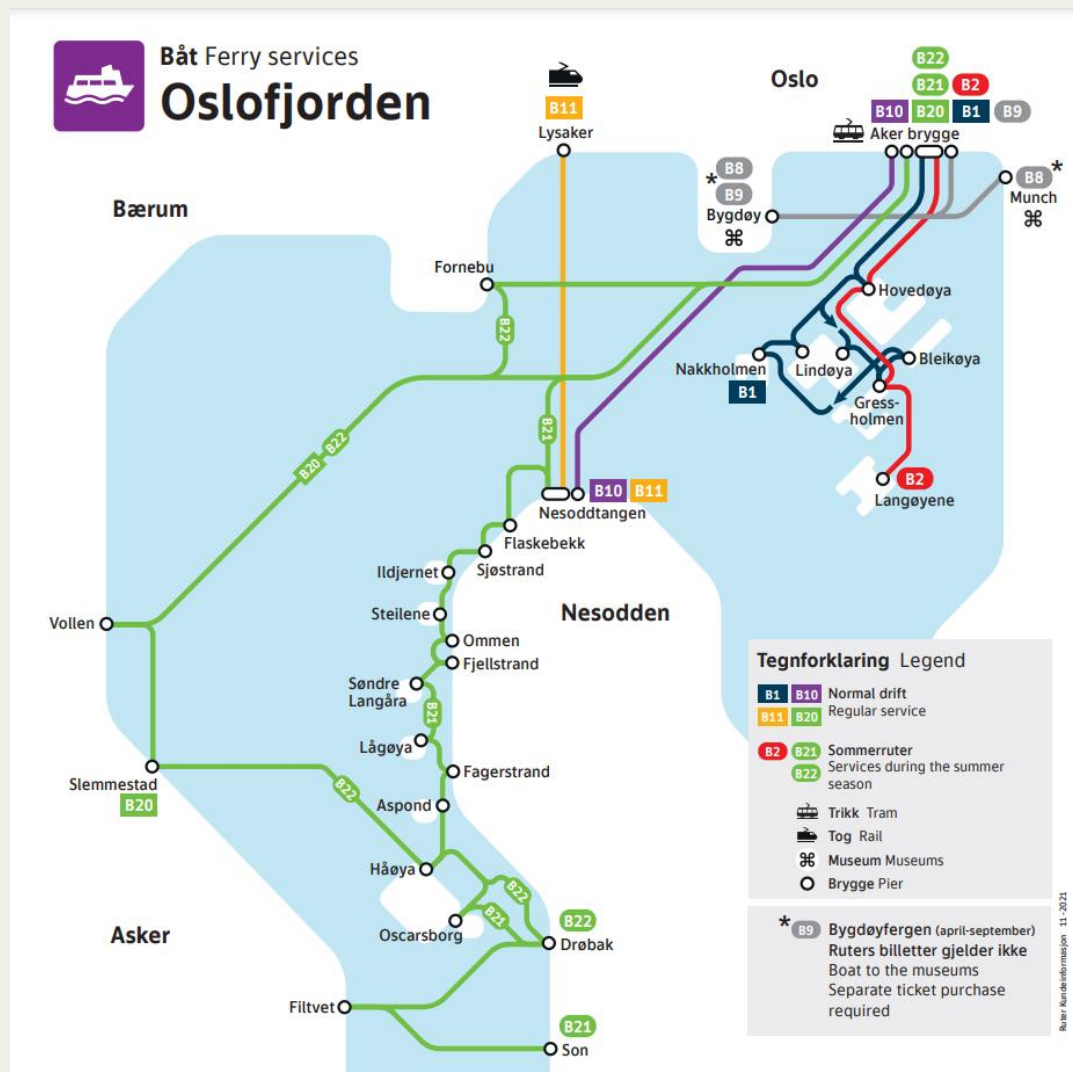 Båt Ferry services
Oslofjorden
B11
Lysaker
Oslo
B22
B21 B2
B10 B20 B1 B9
Aker brygge
* B8
B9
Bygdøy
B8 *
Munch
Bærum
Fornebu
B22
Hovedøya
Nakkholmen
B1
Lindøya
Bleikøya
Gress-
holmen
B2
Langøyene
B20 B22
B21
B10 B11
Nesoddtangen
Flaskebekk
Sjøstrand
Ildjernet
Steilene
Nesodden
Vollen
Ommen
Fjellstrand
Søndre
Langåra
B21
Lågøya
Fagerstrand
Slemmestad
B20
B22
Aspond
Håøya
B22
B21
Oscarsborg
B22
Drøbak
Asker
Filtvet
B21
Son
Tegnforklaring Legend
B1 B10 Normal drift
B11 B20 Regular service
B2 B21 Sommerruter
B22 Services during the summer
season
Trikk Tram
Tog Rail
Museum Museums
Brygge Pier
* B9 Bygdøyfergen (april-september)
Ruters billetter gjelder ikke
Boat to the museums
Separate ticket purchase
required
Ruter Kundeinformasjon 11-2021